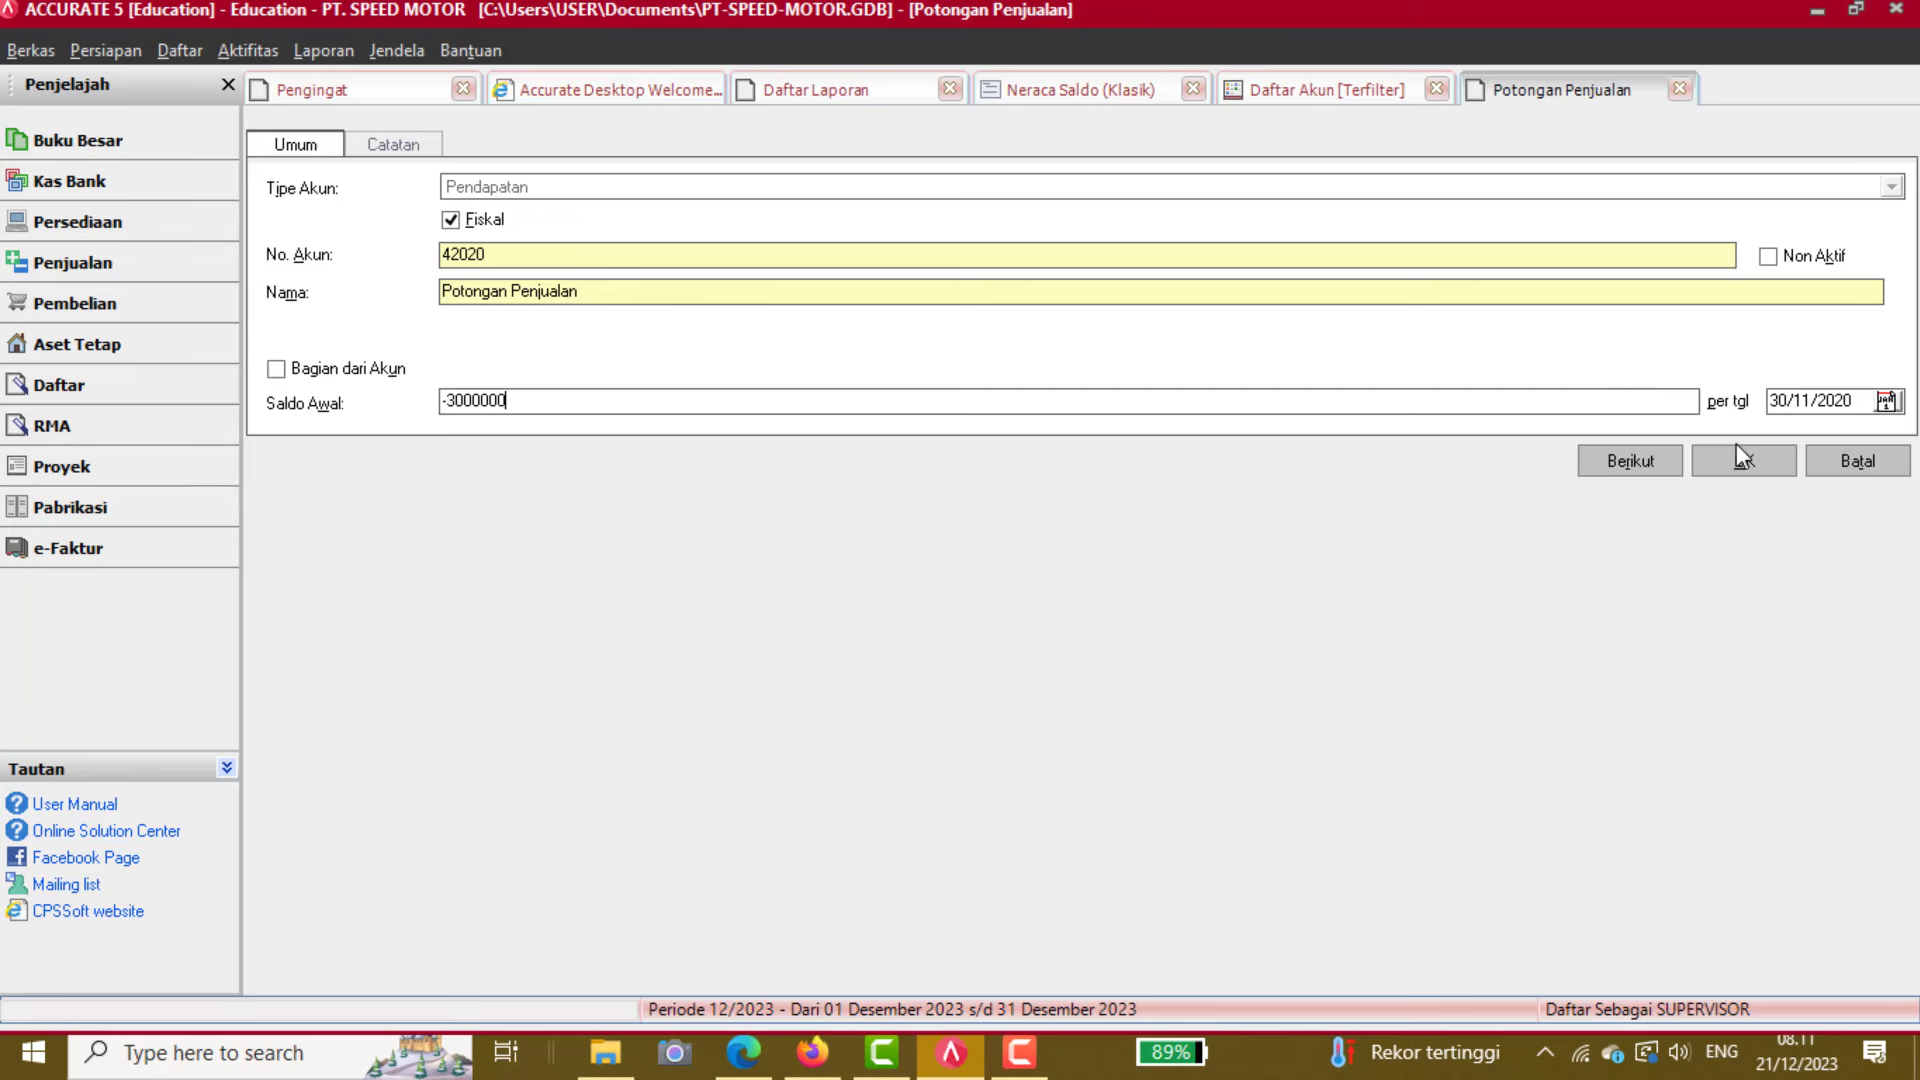 ACCURATE 5 [Education] - Education - PT. SPEED MOTOR [C:\Users\USER\Documents\PT-SPEED-MOTOR.GDB] - [Potongan Penjualan]
Berkas Persiapan Daftar Aktifitas Laporan Jendela Bantuan
Penjelajah
Pengingat
Accurate Desktop Welcome...
Daftar Laporan
Neraca Saldo (Klasik)
Daftar Akun [Terfilter]
Potongan Penjualan
Buku Besar
Kas Bank
Persediaan
Penjualan
Pembelian
Aset Tetap
Daftar
RMA
Proyek
Pabrikasi
e-Faktur
Umum
Catatan
Tipe Akun:
Pendapatan
Fiskal
No. Akun:
42020
Non Aktif
Nama:
Potongan Penjualan
Bagian dari Akun
Saldo Awal:
-3000000
per tgl
30/11/2020
Berikut
Batal
Tautan
User Manual
Online Solution Center
Facebook Page
Mailing list
CPSSoft website
Periode 12/2023 - Dari 01 Desember 2023 s/d 31 Desember 2023
Daftar Sebagai SUPERVISOR
Type here to search
89%
Rekor tertinggi
ENG
08.11
21/12/2023